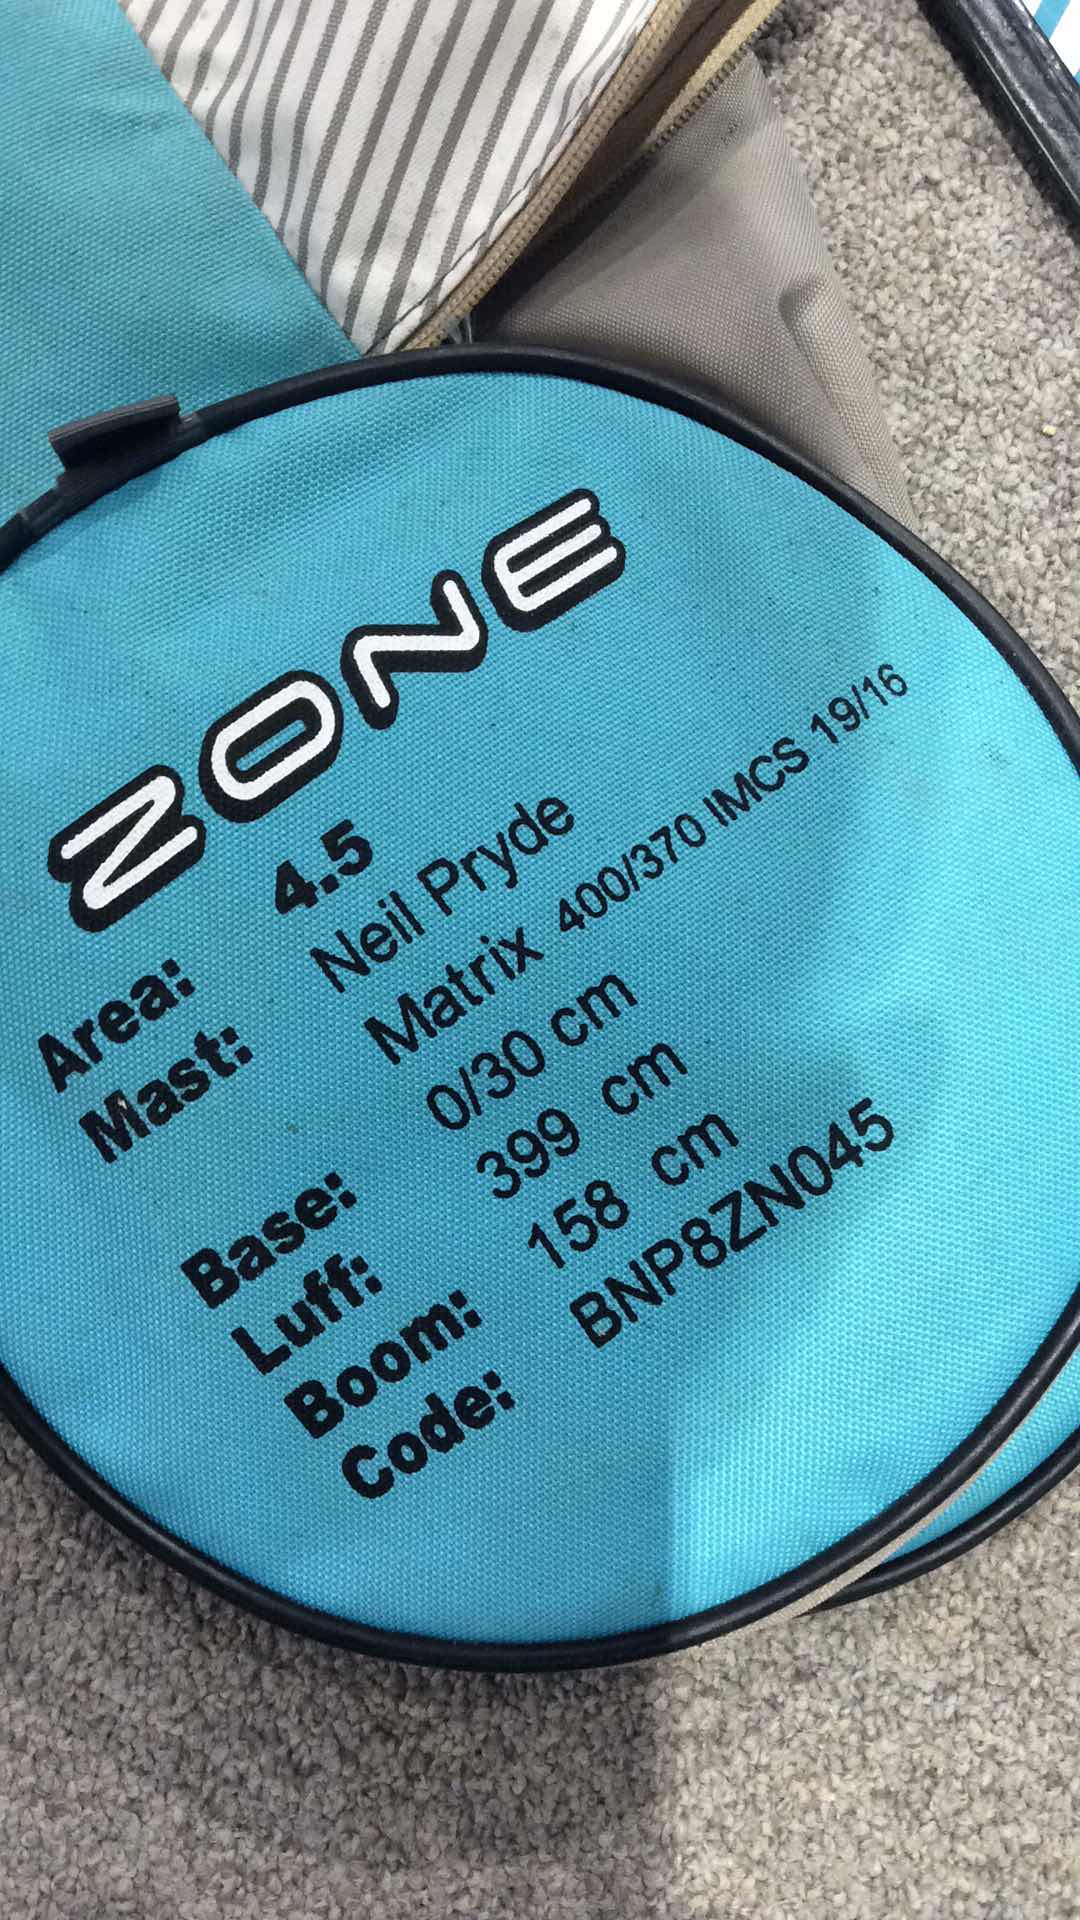 ZONE
Area: 4.5
Mast: Neil Pryde
Matrix 400/370 IMCS 19/16
Base: 0/30 cm
Luff: 399 cm
Boom: 158 cm
Code: BNP8ZN045